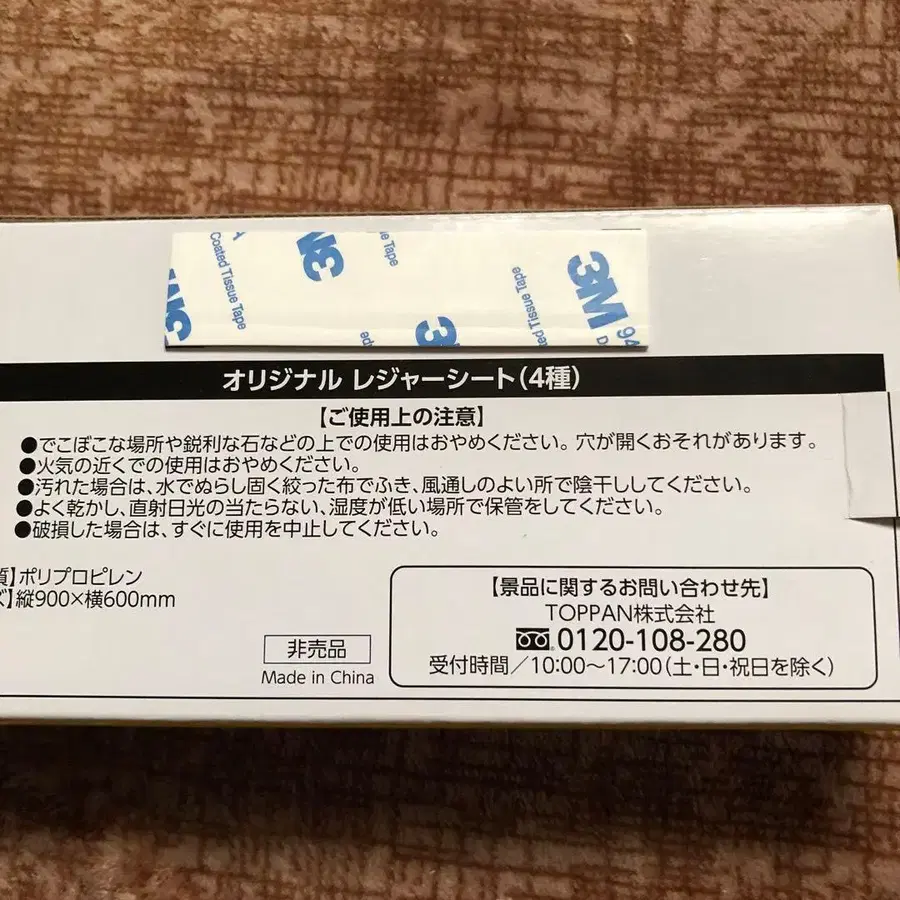 Coated Tissue Tape
3M
e Tape
3M
3M
ed Tissue Tape
3M
94
オリジナル レジャーシート(4種)
【ご使用上の注意】
●でこぼこな場所や鋭利な石などの上での使用はおやめください。穴が開くおそれがあります。
●火気の近くでの使用はおやめください。
●汚れた場合は、水でぬらし固く絞った布でふき、風通しのよい所で陰干ししてください。
●よく乾かし、直射日光の当たらない、湿度が低い場所で保管をしてください。
●破損した場合は、すぐに使用を中止してください。
質】ポリプロピレン
ズ】縦900×横600mm
非売品
Made in China
【景品に関するお問い合わせ先】
TOPPAN株式会社
0120-108-280
受付時間/10:00〜17:00(土・日・祝日を除く)